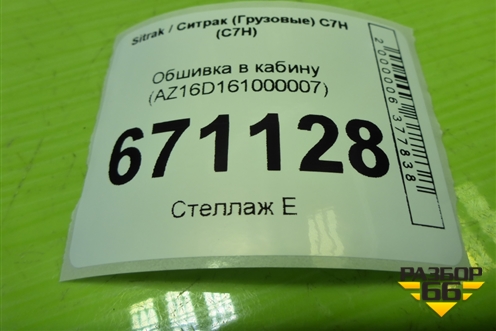 Sitrak / Ситрак (Грузовые) C7H
(C7H)
Обшивка в кабину
(AZ16D161000007)
671128
Стеллаж Е
2000006377838
РАЗБОР
66